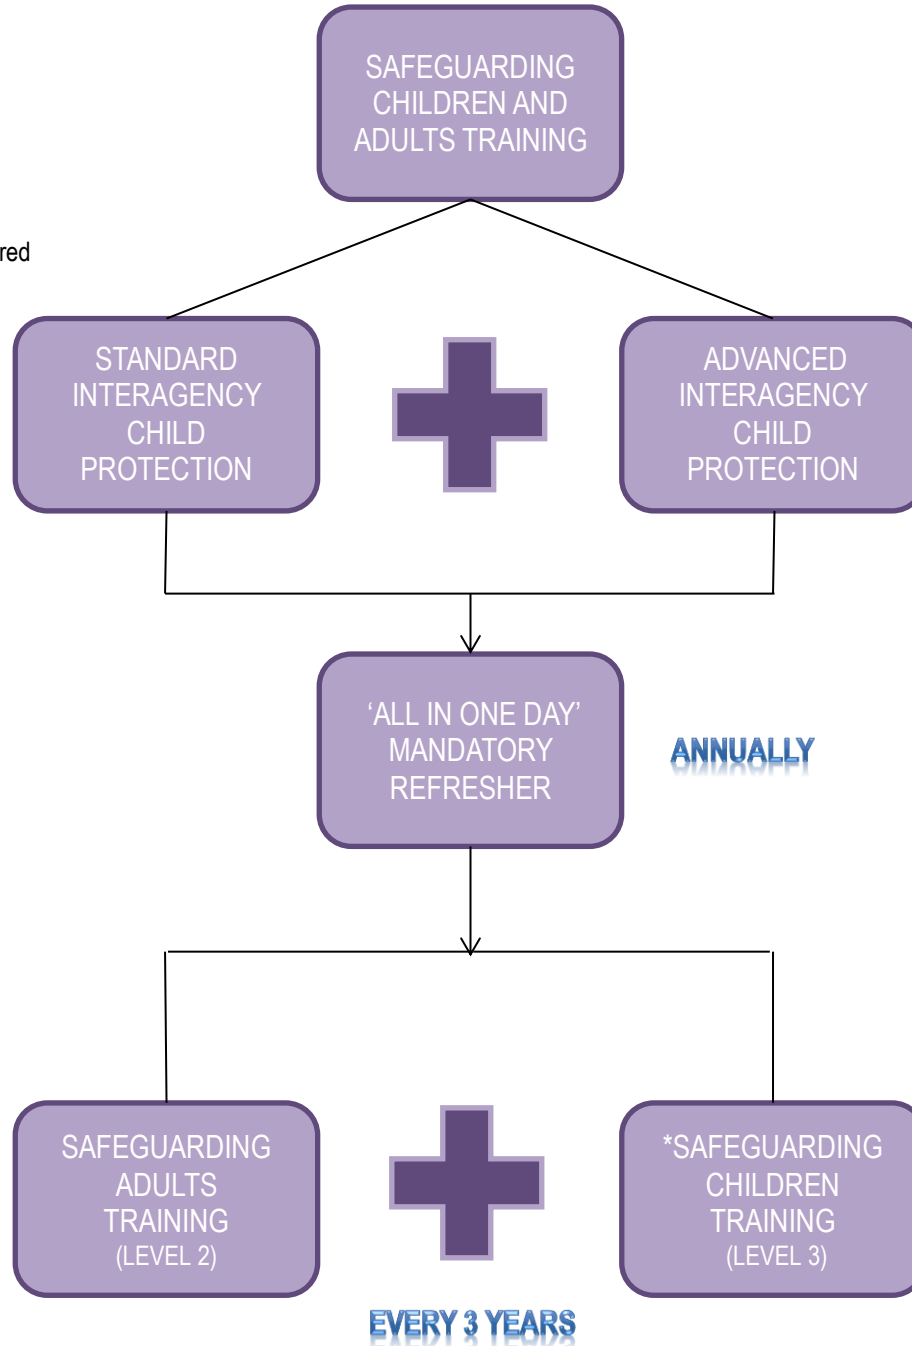 SAFEGUARDING
CHILDREN AND
ADULTS TRAINING
red
STANDARD
INTERAGENCY
CHILD
PROTECTION
ADVANCED
INTERAGENCY
CHILD
PROTECTION
‘ALL IN ONE DAY’
MANDATORY
REFRESHER
ANNUALLY
SAFEGUARDING
ADULTS
TRAINING
(LEVEL 2)
*SAFEGUARDING
CHILDREN
TRAINING
(LEVEL 3)
EVERY 3 YEARS